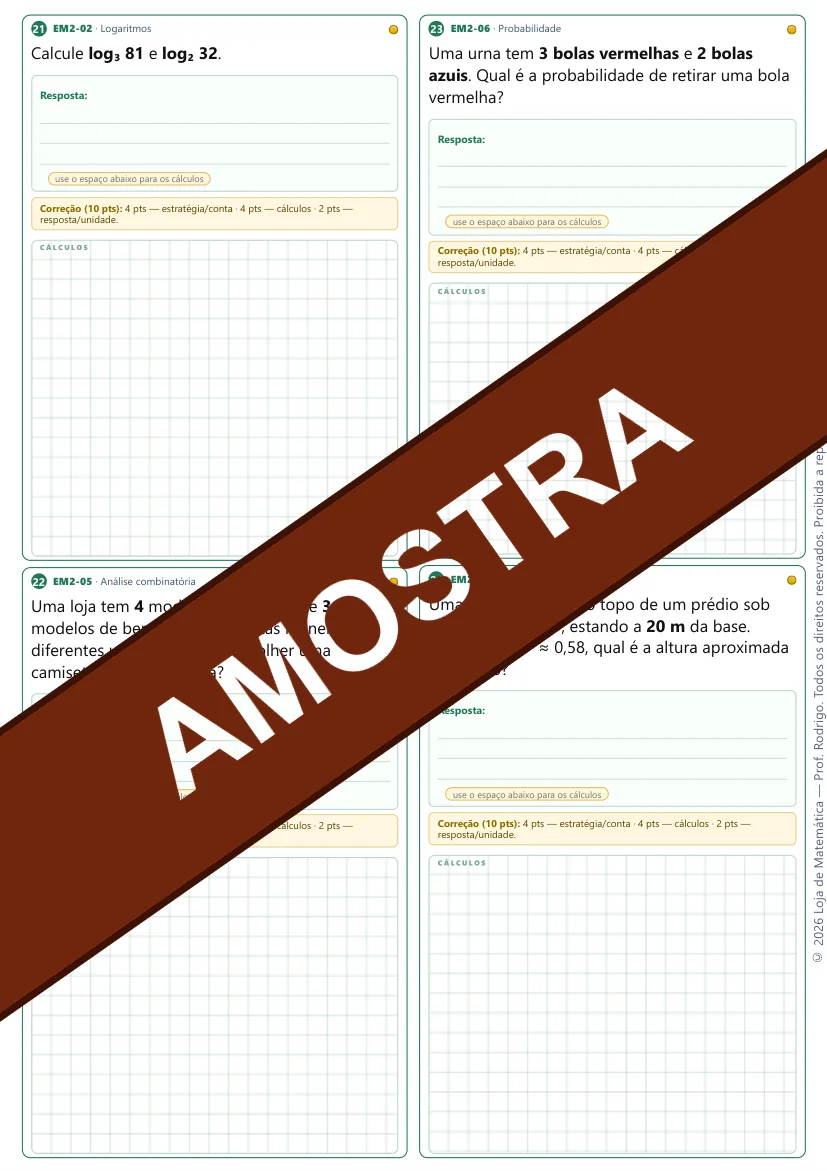 21 EM2-02 · Logaritmos
Calcule log₃ 81 e log₂ 32.
Resposta:
use o espaço abaixo para os cálculos
Correção (10 pts): 4 pts — estratégia/conta · 4 pts — cálculos · 2 pts —
resposta/unidade.
CÁLCULOS
23 EM2-06 · Probabilidade
Uma urna tem 3 bolas vermelhas e 2 bolas
azuis. Qual é a probabilidade de retirar uma bola
vermelha?
Resposta:
use o espaço abaixo para os cálculos
Correção (10 pts): 4 pts — estratégia/conta · 4 pts —
resposta/unidade.
CÁLCULOS
22 EM2-05 · Análise combinatória
Uma loja tem 4 e 3
modelos de
diferentes uma
AMOSTRA
cálculos · 2 pts —
Uma topo de um prédio sob
, estando a 20 m da base.
≈ 0,58, qual é a altura aproximada
Resposta:
use o espaço abaixo para os cálculos
Correção (10 pts): 4 pts — estratégia/conta · 4 pts — cálculos · 2 pts —
resposta/unidade.
CÁLCULOS
© 2026 Loja de Matemática — Prof. Rodrigo. Todos os direitos reservados. Proibida a